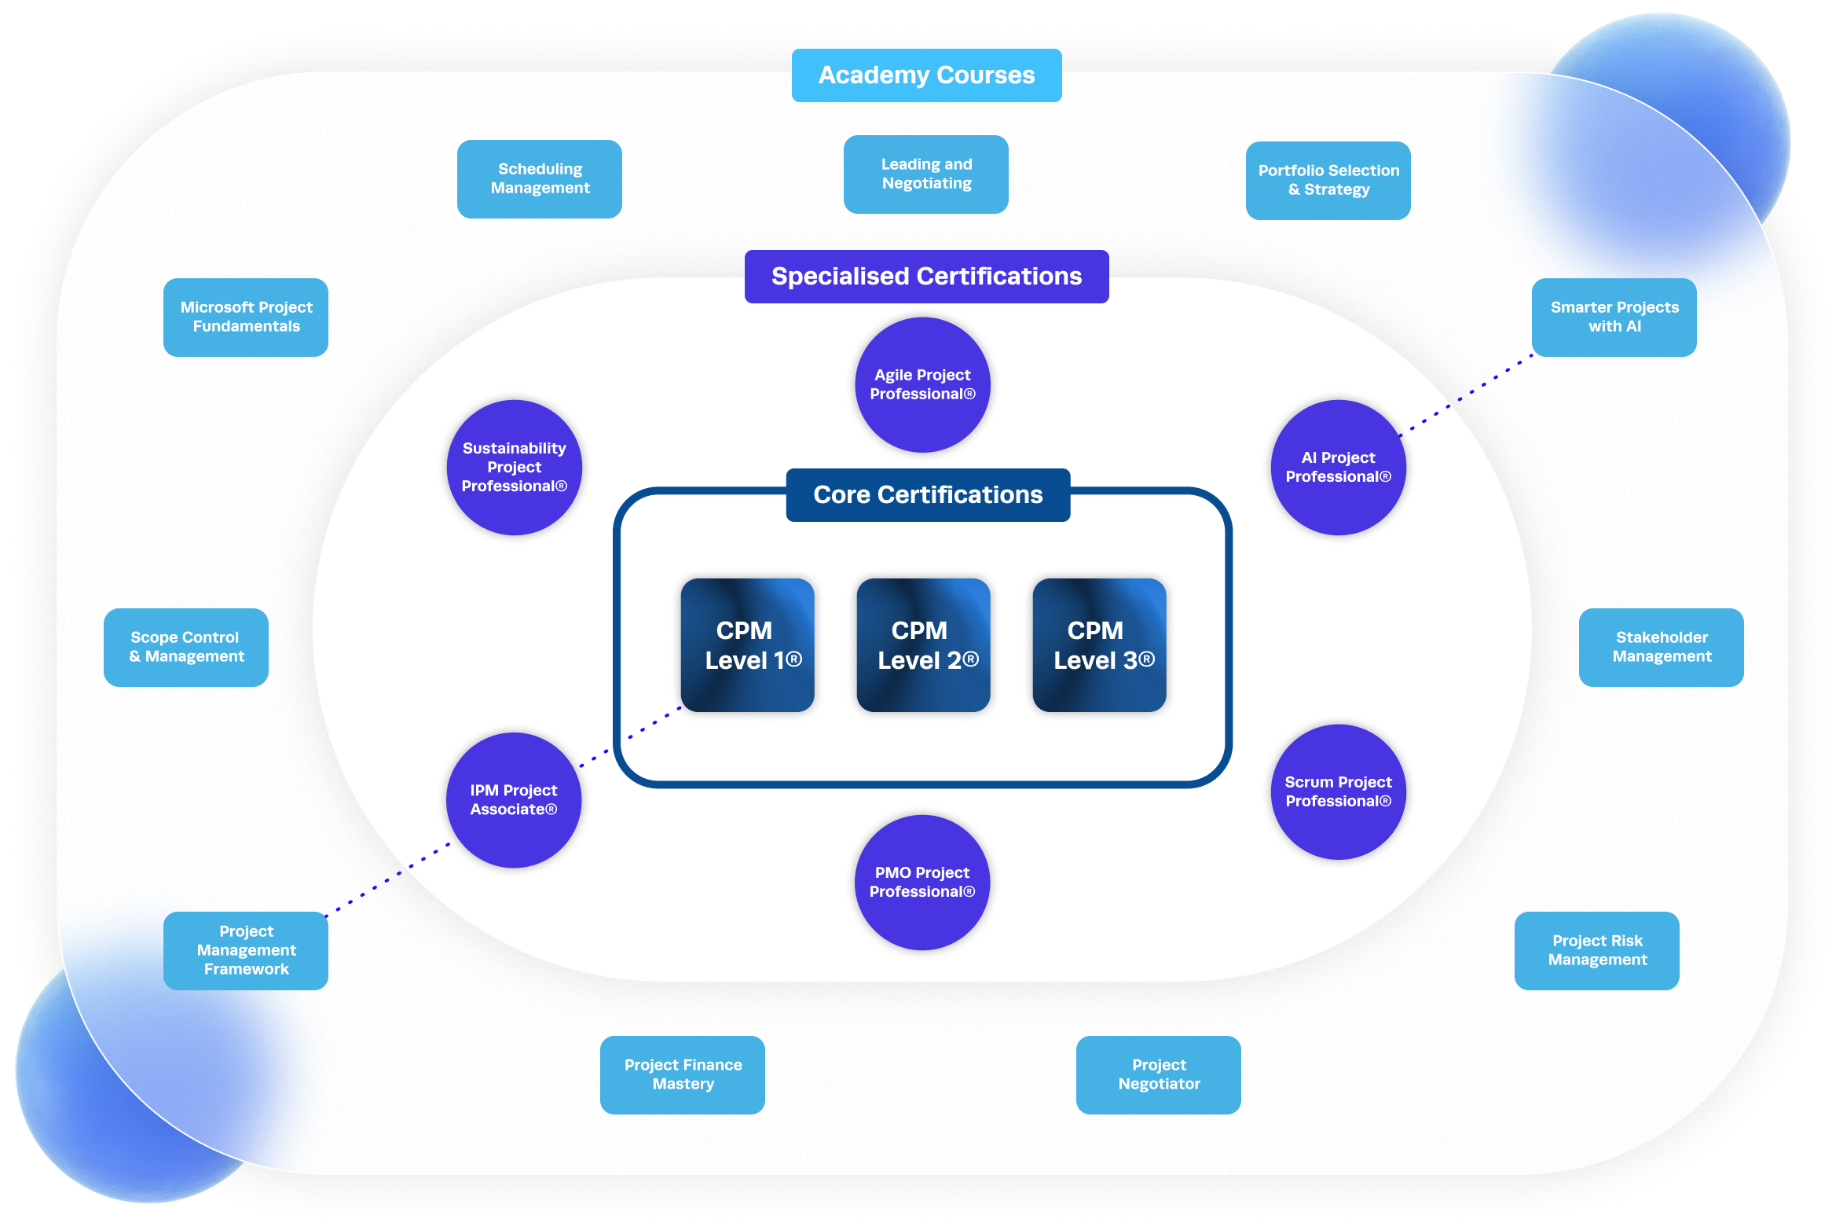 Academy Courses
Scheduling
Management
Leading and
Negotiating
Portfolio Selection
& Strategy
Specialised Certifications
Microsoft Project
Fundamentals
Smarter Projects
with AI
Agile Project
Professional®
Sustainability
Project
Professional®
AI Project
Professional®
Core Certifications
CPM
Level 1®
CPM
Level 2®
CPM
Level 3®
Scope Control
& Management
Stakeholder
Management
IPM Project
Associate®
Scrum Project
Professional®
PMO Project
Professional®
Project
Management
Framework
Project Risk
Management
Project Finance
Mastery
Project
Negotiator